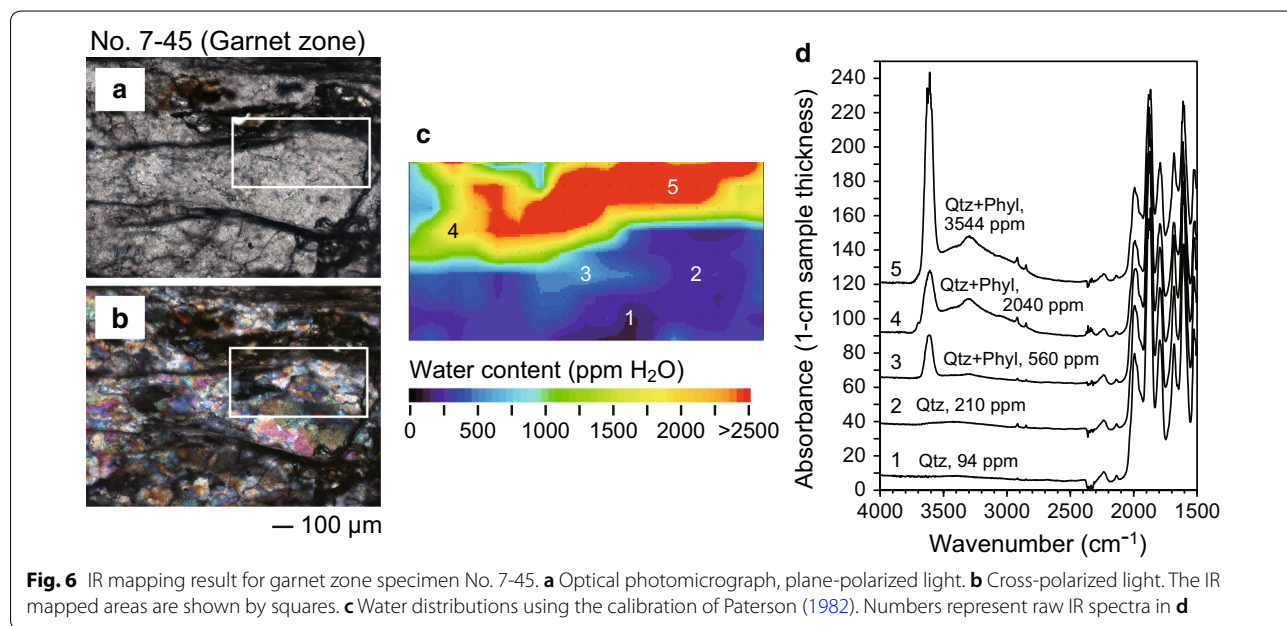 No. 7-45 (Garnet zone)
a
b
100 µm
c
1
2
3
4
5
Water content (ppm H₂O)
0 500 1000 1500 2000 >2500
d
Absorbance (1-cm sample thickness)
240
220
200
180
160
140
120
100
80
60
40
20
0
5 Qtz+Phyl,
3544 ppm
4 Qtz+Phyl,
2040 ppm
3 Qtz+Phyl, 560 ppm
2 Qtz, 210 ppm
1 Qtz, 94 ppm
4000 3500 3000 2500 2000 1500
Wavenumber (cm⁻¹)
Fig. 6 IR mapping result for garnet zone specimen No. 7-45. a Optical photomicrograph, plane-polarized light. b Cross-polarized light. The IR
mapped areas are shown by squares. c Water distributions using the calibration of Paterson (1982). Numbers represent raw IR spectra in d